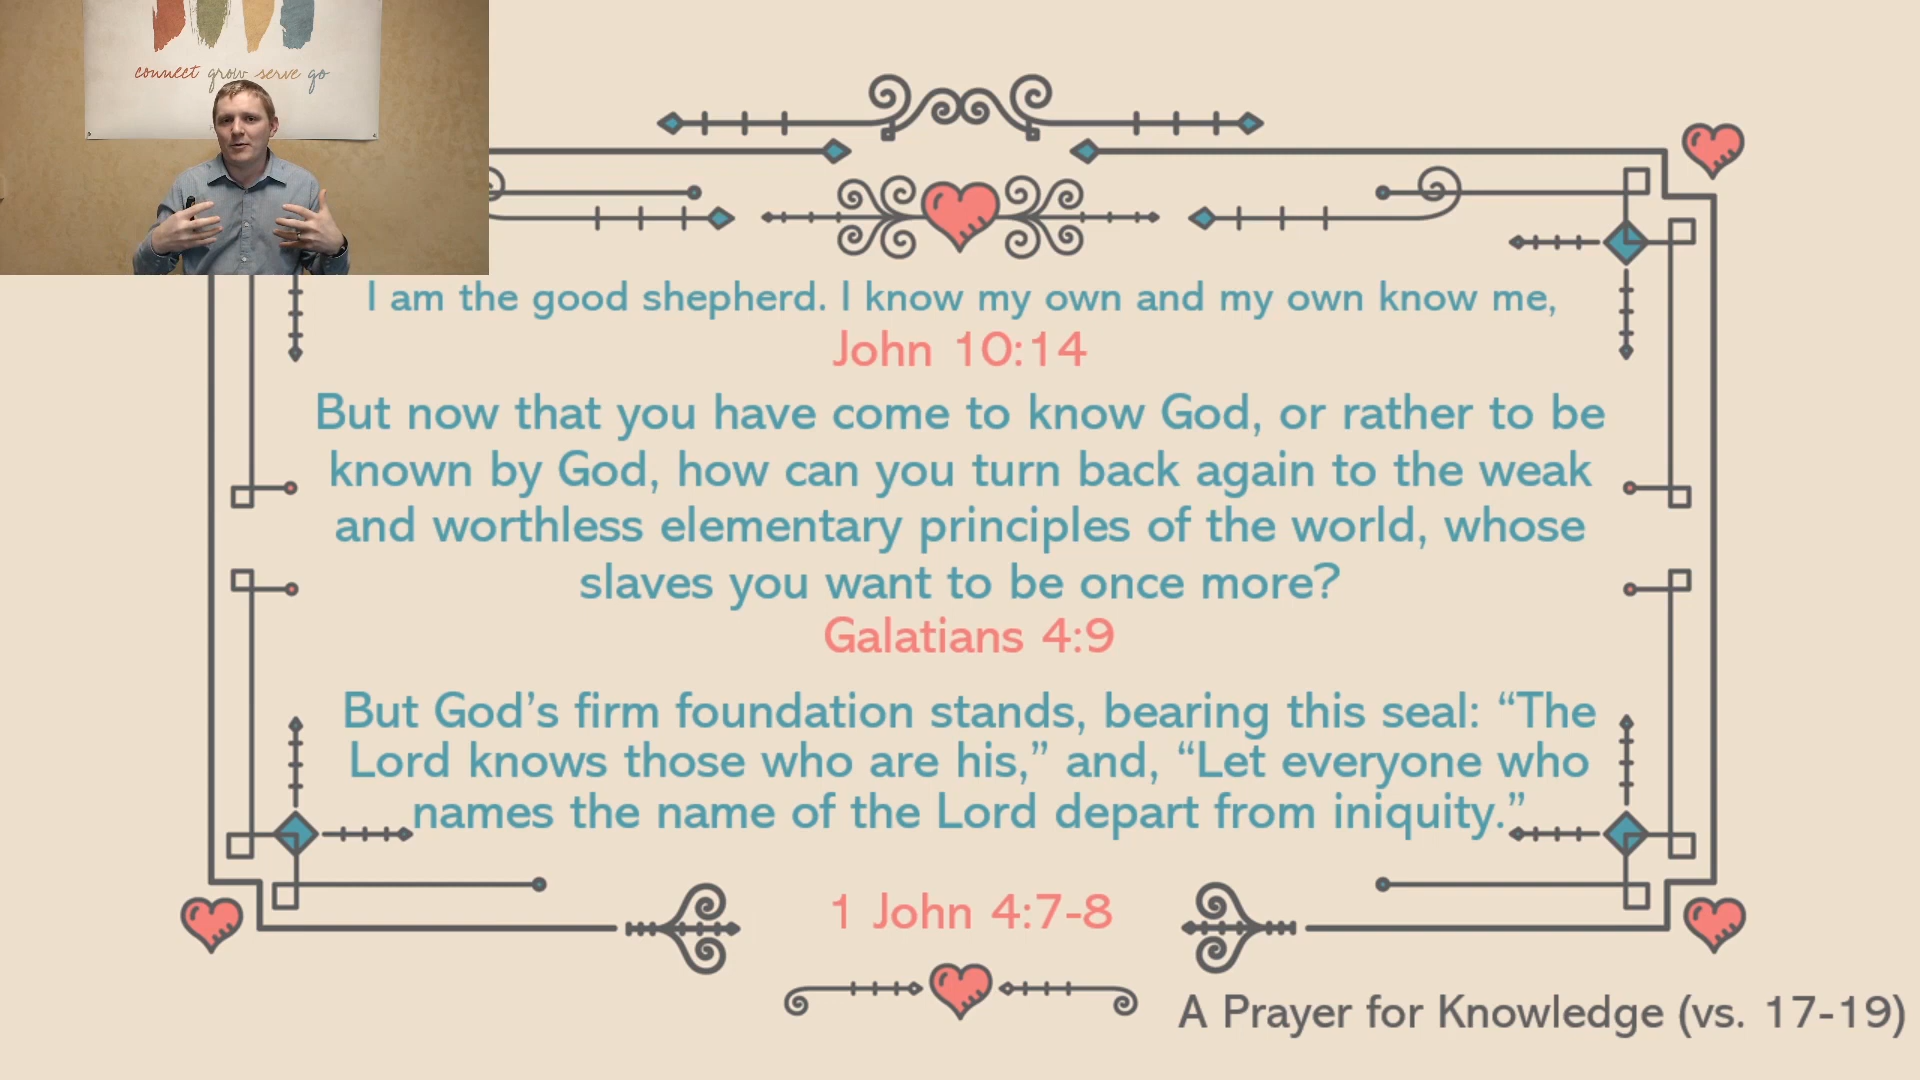 connect grow serve go
I am the good shepherd. I know my own and my own know me,
John 10:14
But now that you have come to know God, or rather to be
known by God, how can you turn back again to the weak
and worthless elementary principles of the world, whose
slaves you want to be once more?
Galatians 4:9
But God’s firm foundation stands, bearing this seal: “The
Lord knows those who are his,” and, “Let everyone who
names the name of the Lord depart from iniquity.”
1 John 4:7-8
A Prayer for Knowledge (vs. 17-19)